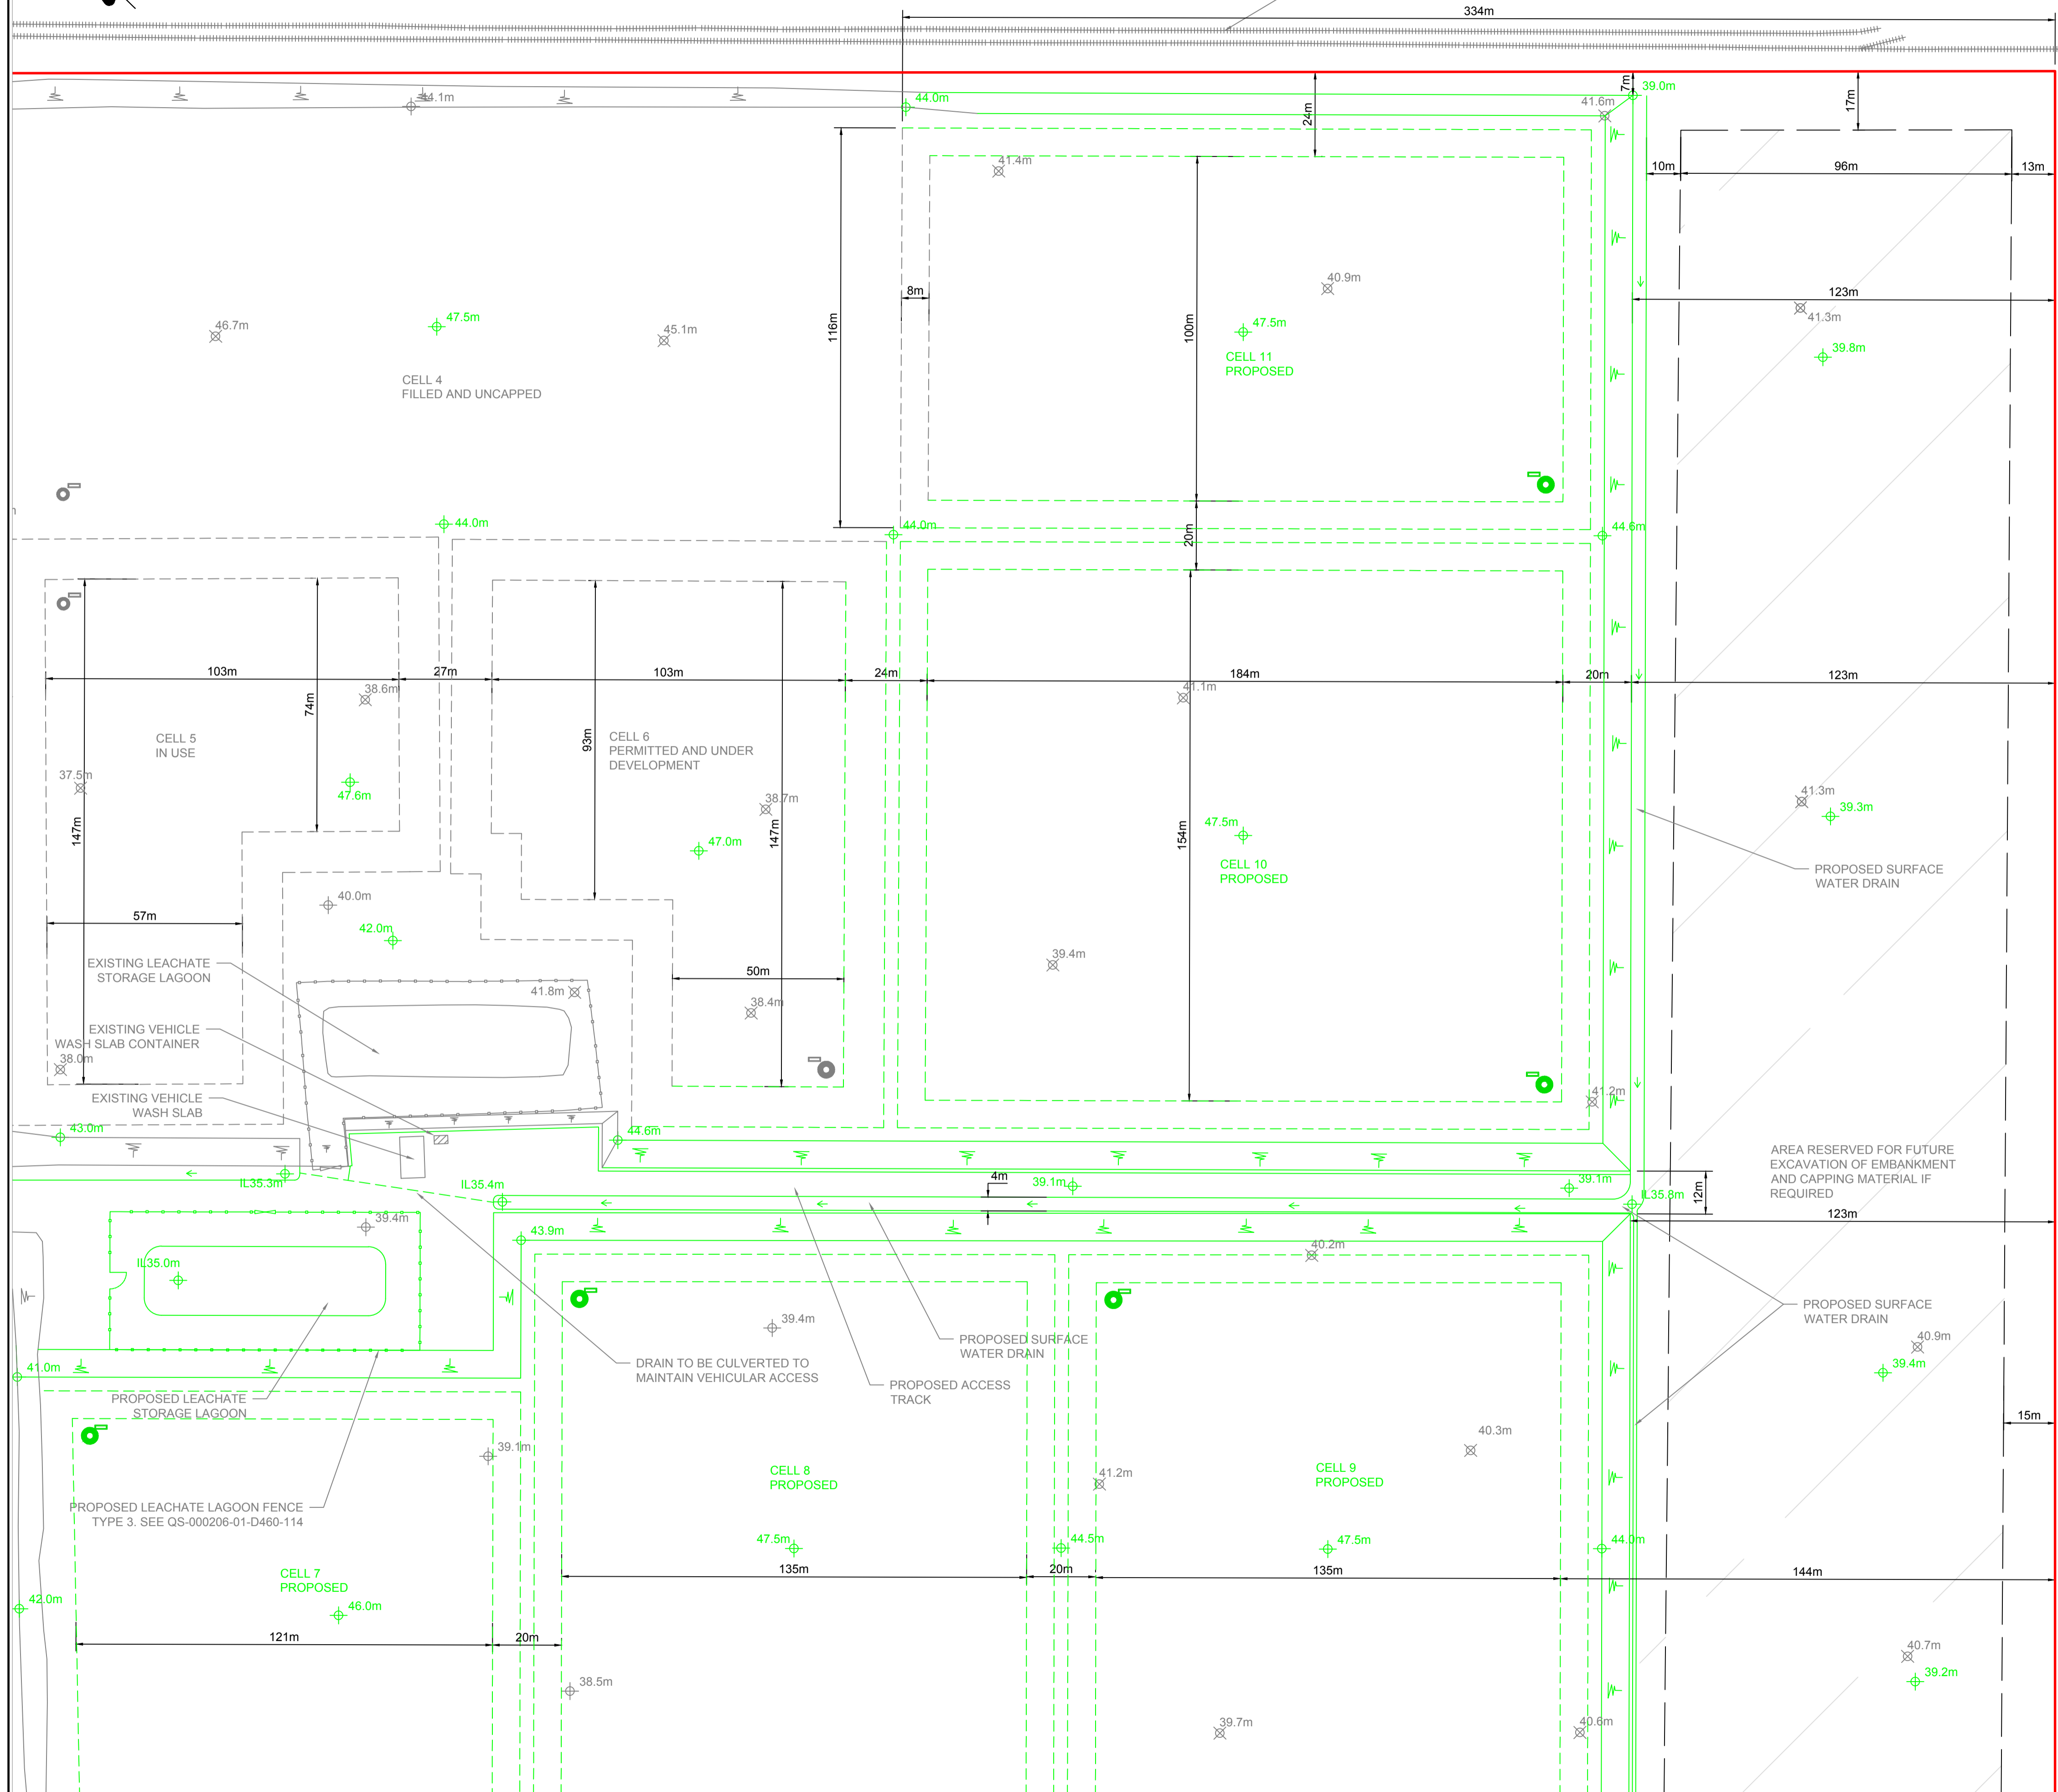 334m
7m
39.0m
44.1m
44.0m
41.6m
24m
17m
41.4m
10m
96m
13m
40.9m
8m
116m
100m
123m
41.3m
46.7m
47.5m
45.1m
47.5m
39.8m
CELL 11
PROPOSED
CELL 4
FILLED AND UNCAPPED
44.0m
44.0m
44.6m
20m
103m
27m
103m
24m
184m
20m
123m
74m
38.6m
41.1m
93m
CELL 5
IN USE
CELL 6
PERMITTED AND UNDER
DEVELOPMENT
37.5m
47.6m
38.7m
147m
147m
47.0m
154m
47.5m
41.3m
39.3m
CELL 10
PROPOSED
PROPOSED SURFACE
WATER DRAIN
40.0m
57m
42.0m
EXISTING LEACHATE
STORAGE LAGOON
41.8m
50m
39.4m
38.4m
EXISTING VEHICLE
WASH SLAB CONTAINER
38.0m
EXISTING VEHICLE
WASH SLAB
41.2m
43.0m
44.6m
AREA RESERVED FOR FUTURE
EXCAVATION OF EMBANKMENT
AND CAPPING MATERIAL IF
REQUIRED
IL35.3m
IL35.4m
4m
39.1m
39.1m
12m
IL35.8m
123m
39.4m
43.9m
40.2m
IL35.0m
39.4m
PROPOSED SURFACE
WATER DRAIN
PROPOSED SURFACE
WATER DRAIN
40.9m
39.4m
41.0m
DRAIN TO BE CULVERTED TO
MAINTAIN VEHICULAR ACCESS
PROPOSED ACCESS
TRACK
PROPOSED LEACHATE
STORAGE LAGOON
15m
39.1m
40.3m
CELL 8
PROPOSED
41.2m
CELL 9
PROPOSED
PROPOSED LEACHATE LAGOON FENCE
TYPE 3. SEE QS-000206-01-D460-114
47.5m
44.5m
47.5m
44.0m
135m
20m
135m
144m
CELL 7
PROPOSED
42.0m
46.0m
121m
20m
38.5m
40.7m
39.2m
39.7m
40.6m